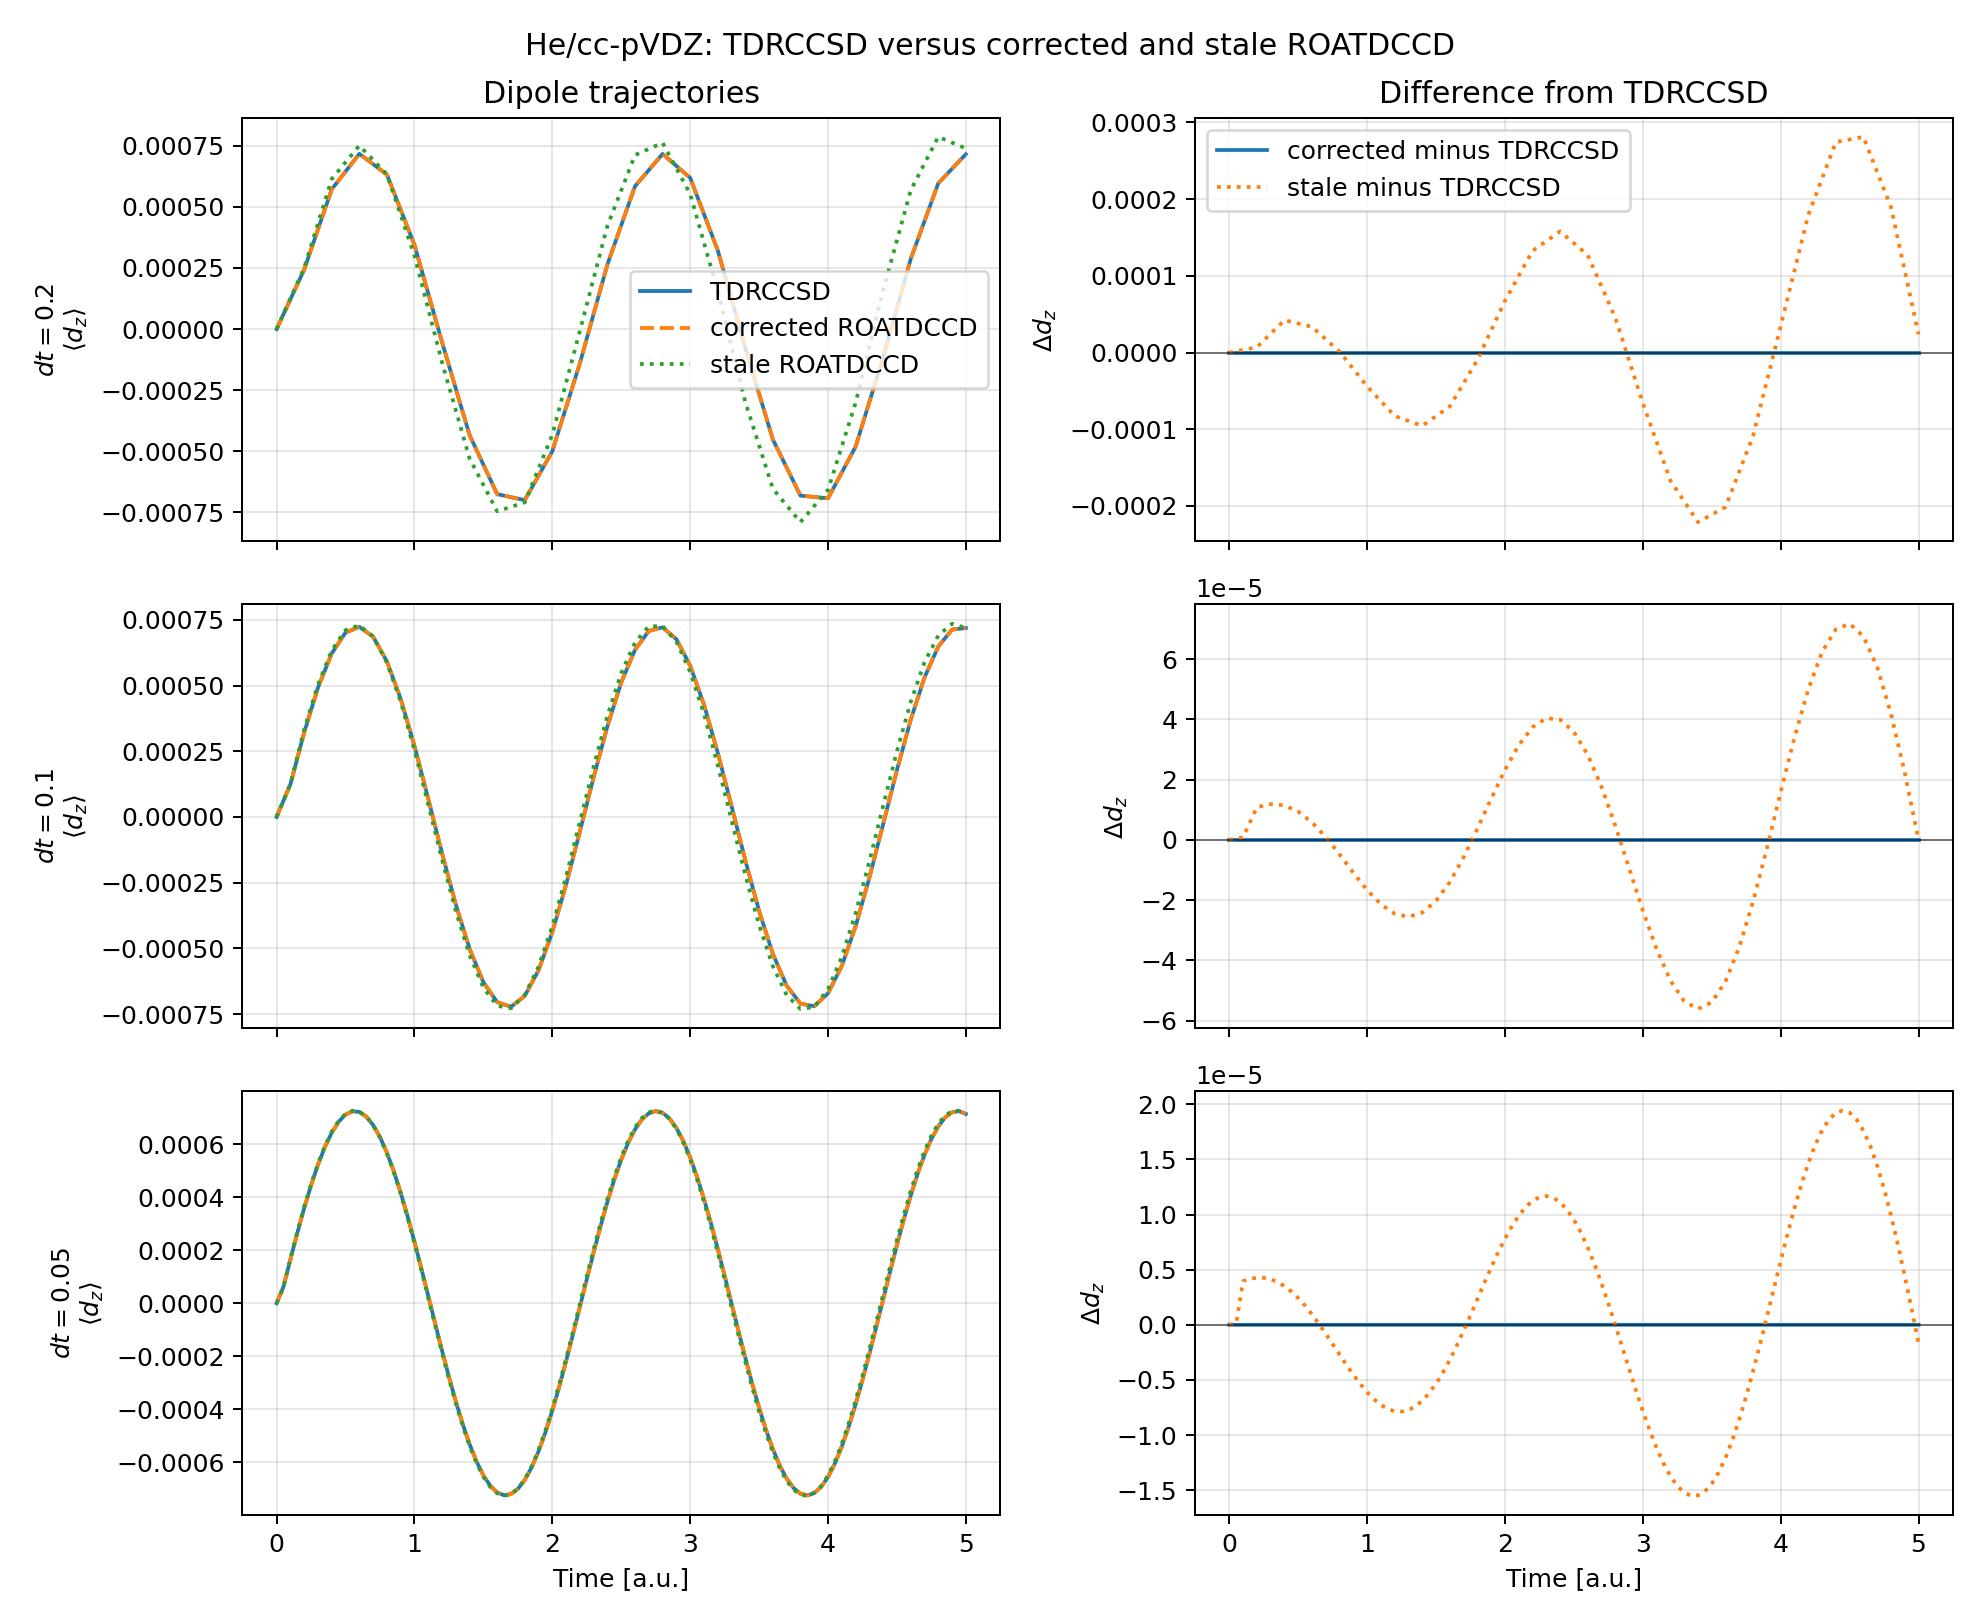 He/cc-pVDZ: TDRCCSD versus corrected and stale ROATDCCD
Dipole trajectories
0.00075
0.00050
0.00025
0.00000
−0.00025
−0.00050
−0.00075
dt = 0.2
⟨d_z⟩
TDRCCSD
corrected ROATDCCD
stale ROATDCCD
Difference from TDRCCSD
0.0003
0.0002
0.0001
0.0000
−0.0001
−0.0002
Δd_z
corrected minus TDRCCSD
stale minus TDRCCSD
0.00075
0.00050
0.00025
0.00000
−0.00025
−0.00050
−0.00075
dt = 0.1
⟨d_z⟩
1e−5
6
4
2
0
−2
−4
−6
Δd_z
0.0006
0.0004
0.0002
0.0000
−0.0002
−0.0004
−0.0006
dt = 0.05
⟨d_z⟩
0 1 2 3 4 5
Time [a.u.]
1e−5
2.0
1.5
1.0
0.5
0.0
−0.5
−1.0
−1.5
Δd_z
0 1 2 3 4 5
Time [a.u.]